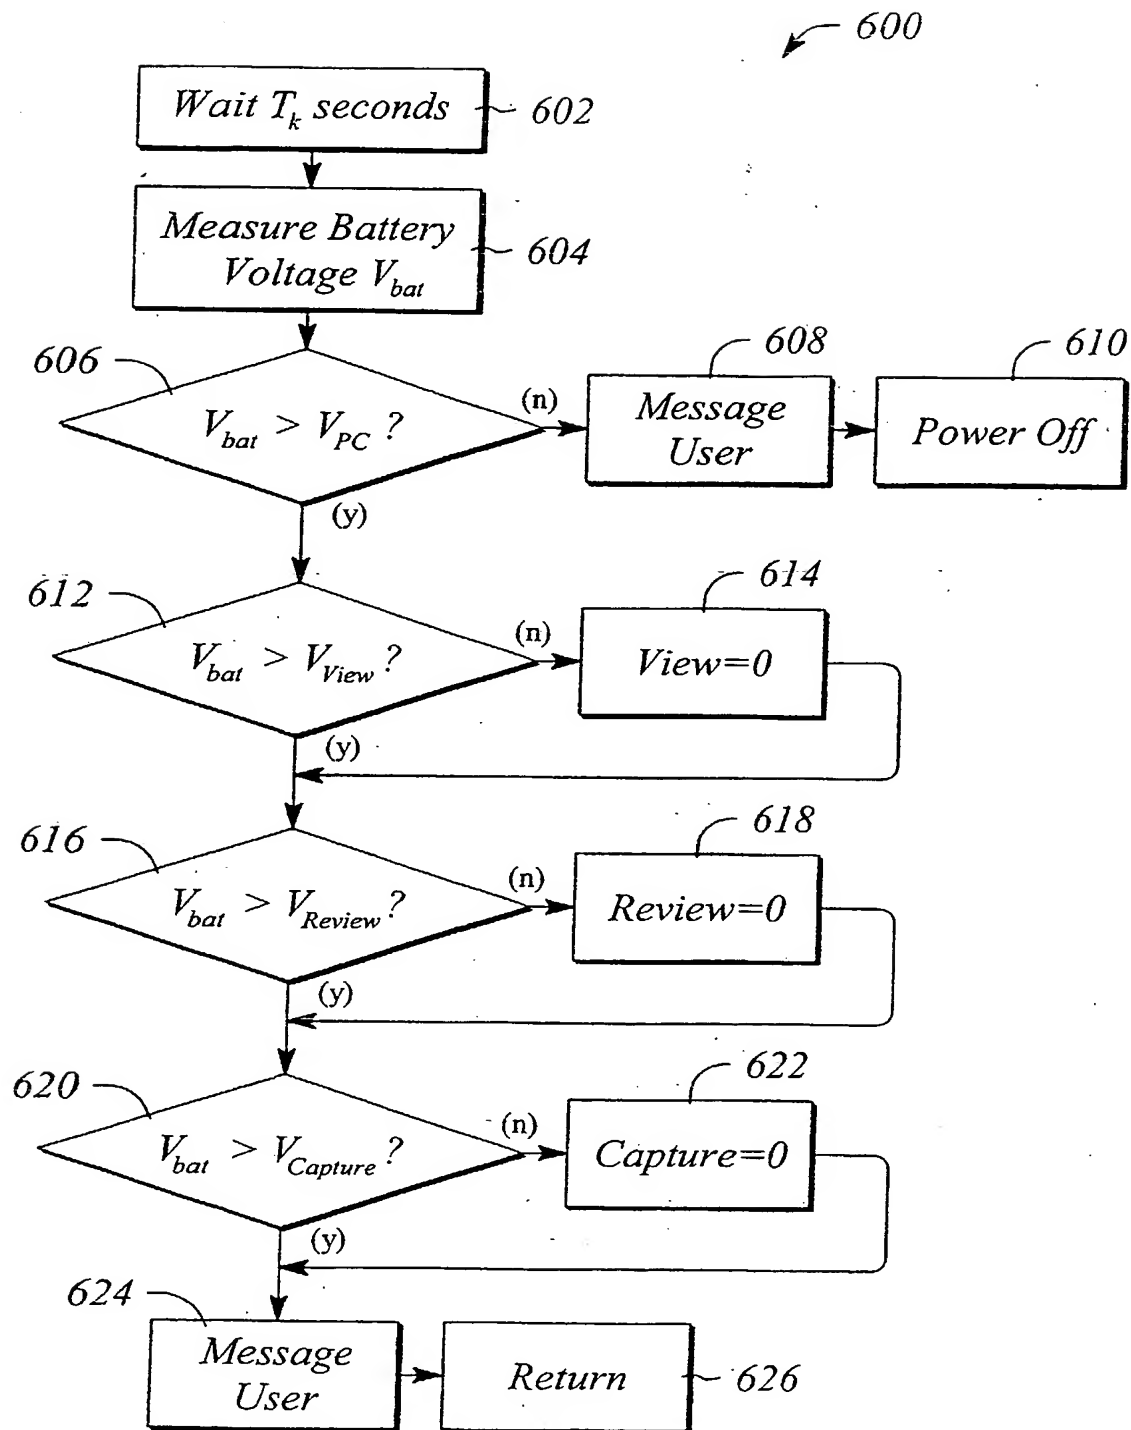 600
Wait Tk seconds
602
Measure Battery
Voltage Vbat
604
606
Vbat > VPC ?
(n)
(y)
608
Message
User
610
Power Off
612
Vbat > VView ?
(n)
(y)
614
View=0
616
Vbat > VReview ?
(n)
(y)
618
Review=0
620
Vbat > VCapture ?
(n)
(y)
622
Capture=0
624
Message
User
Return
626